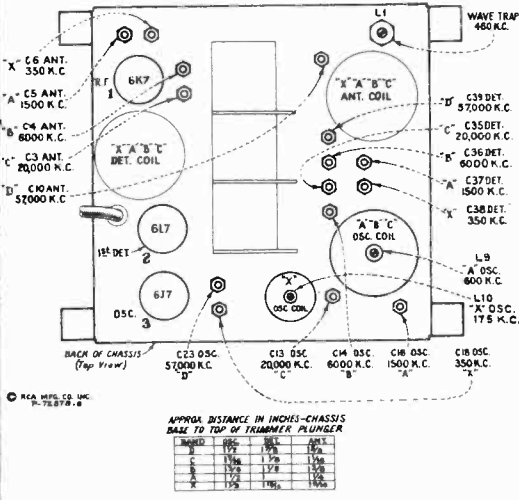 L1
WAVE TRAP
460 K.C.
"X" C6 ANT.
350 K.C.
"A" C5 ANT.
1500 K.C.
"B" C4 ANT.
6000 K.C.
"C" C3 ANT.
20,000 K.C.
"D" C10 ANT.
57,000 K.C.
R.F.
1
6K7
"X" "A" "B" "C"
DET. COIL
6L7
1st DET.
2
6J7
OSC.
3
"X" "A" "B" "C"
ANT. COIL
"D" C39 DET.
57,000 K.C.
"C" C35 DET.
20,000 K.C.
"B" C36 DET.
6000 K.C.
"A" C37 DET.
1500 K.C.
"X" C38 DET.
350 K.C.
"A" "B" "C"
OSC. COIL
L9
"A" OSC.
600 K.C.
L10
"X" OSC.
175 K.C.
"X"
OSC COIL
BACK OF CHASSIS
(Top View)
C23 OSC.
57,000 K.C.
"D"
C13 OSC.
20,000 K.C.
"C"
C14 OSC.
6000 K.C.
"B"
C16 OSC.
1500 K.C.
"A"
C18 OSC.
350 K.C.
"X"
© RCA MFG. CO. INC.
APPROX. DISTANCE IN INCHES-CHASSIS
BASE TO TOP OF TRIMMER PLUNGER
BAND OSC. DET. ANT.
D
C
B
A
X